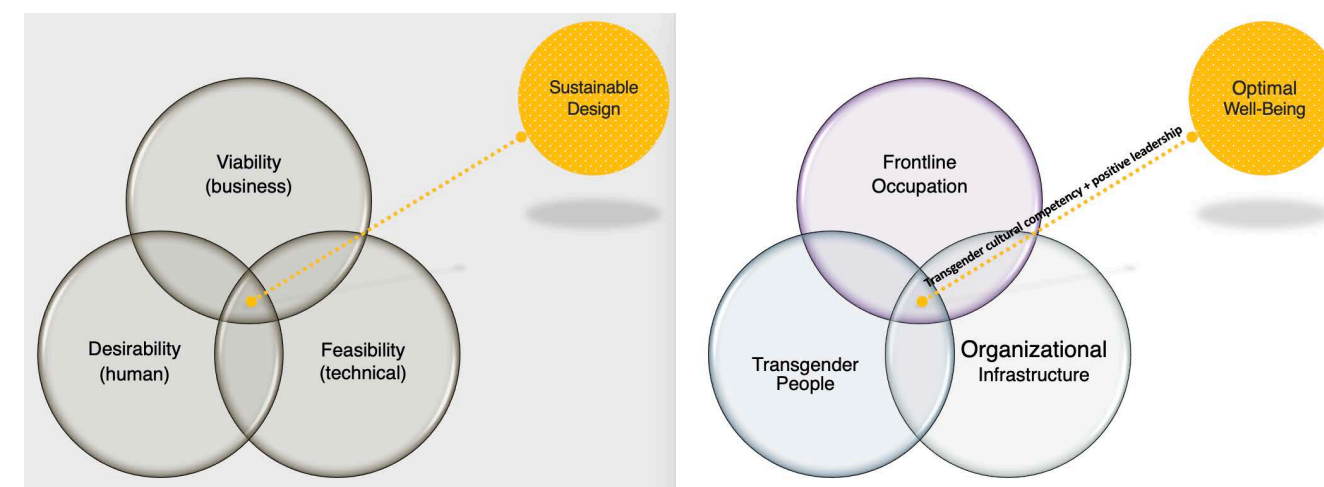 Sustainable
Design
Viability
(business)
Desirability
(human)
Feasibility
(technical)
Optimal
Well-Being
Transgender cultural competency + positive leadership
Frontline
Occupation
Transgender
People
Organizational
Infrastructure